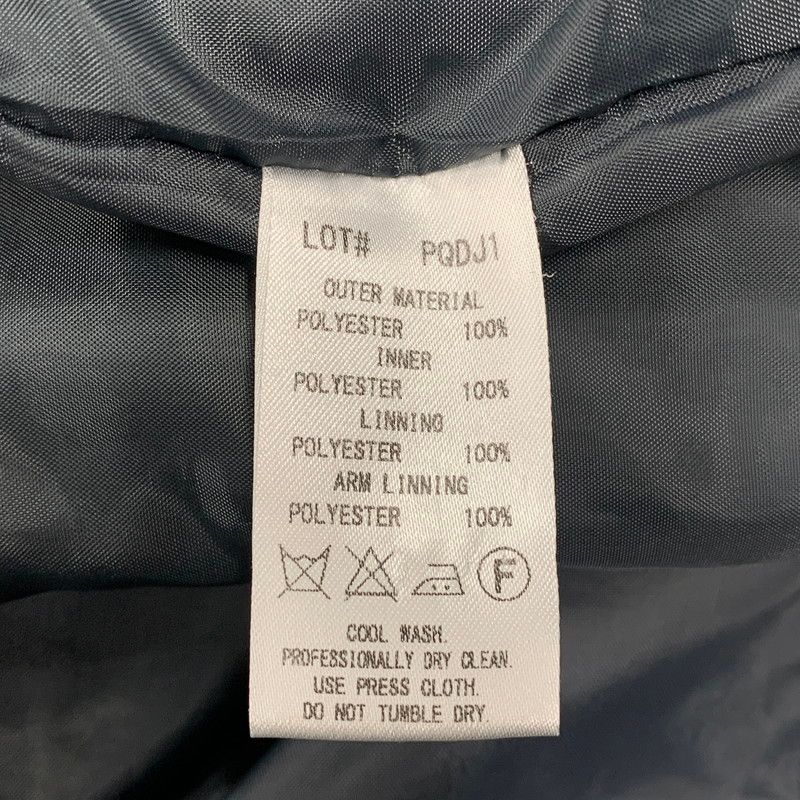 LOT# PQDJ1
OUTER MATERIAL
POLYESTER 100%
INNER
POLYESTER 100%
LINNING
POLYESTER 100%
ARM LINNING
POLYESTER 100%
F
COOL WASH.
PROFESSIONALLY DRY CLEAN.
USE PRESS CLOTH.
DO NOT TUMBLE DRY.